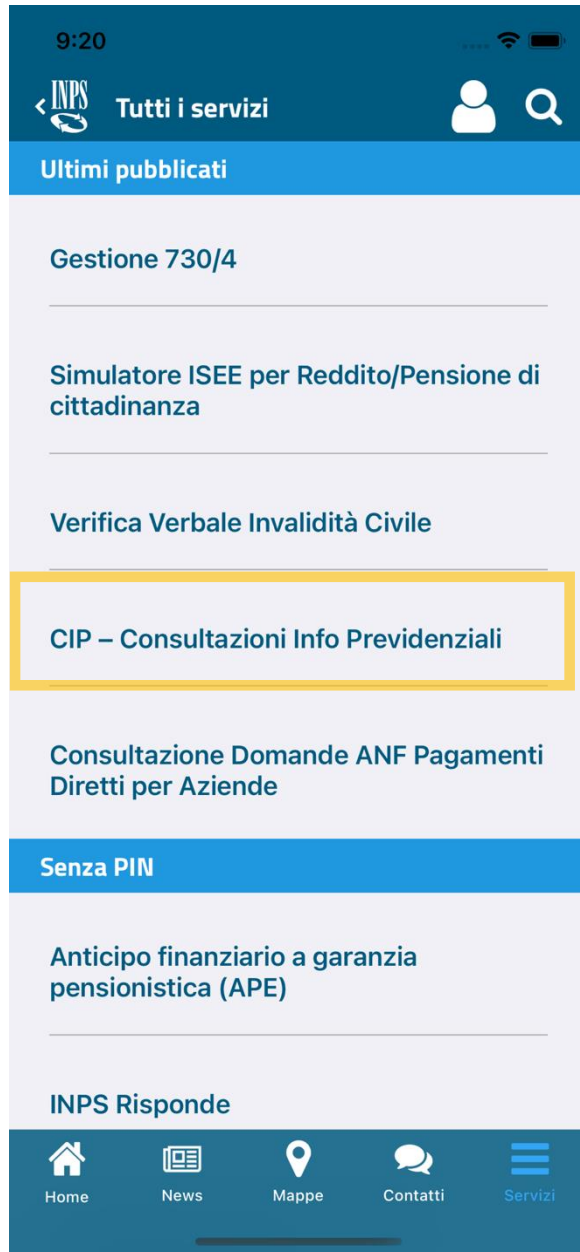 9:20
INPS
Tutti i servizi
Ultimi pubblicati
Gestione 730/4
Simulatore ISEE per Reddito/Pensione di
cittadinanza
Verifica Verbale Invalidità Civile
CIP – Consultazioni Info Previdenziali
Consultazione Domande ANF Pagamenti
Diretti per Aziende
Senza PIN
Anticipo finanziario a garanzia
pensionistica (APE)
INPS Risponde
Home News Mappe Contatti Servizi